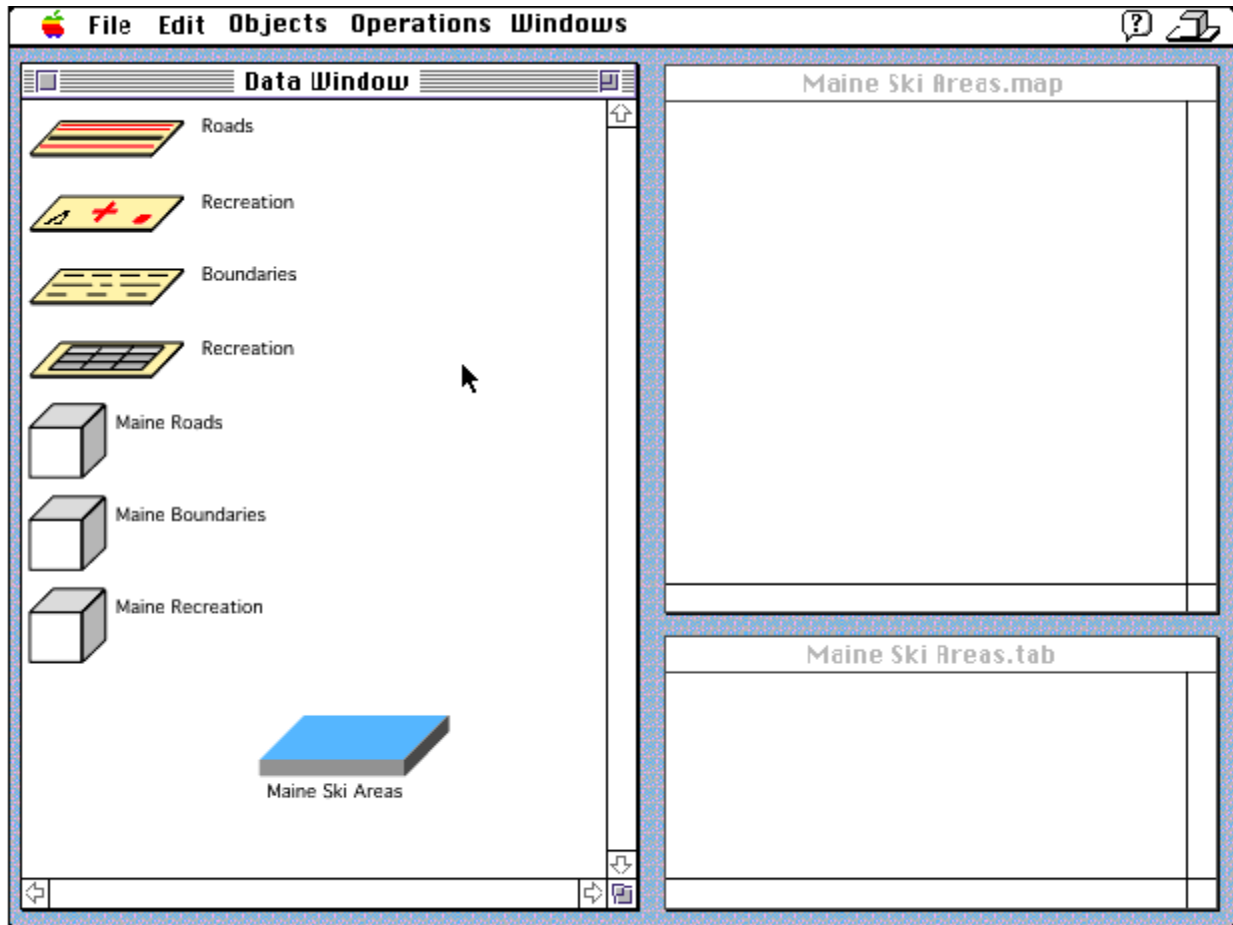 File Edit Objects Operations Windows
Data Window
Roads
Recreation
Boundaries
Recreation
Maine Roads
Maine Boundaries
Maine Recreation
Maine Ski Areas
Maine Ski Areas.map
Maine Ski Areas.tab